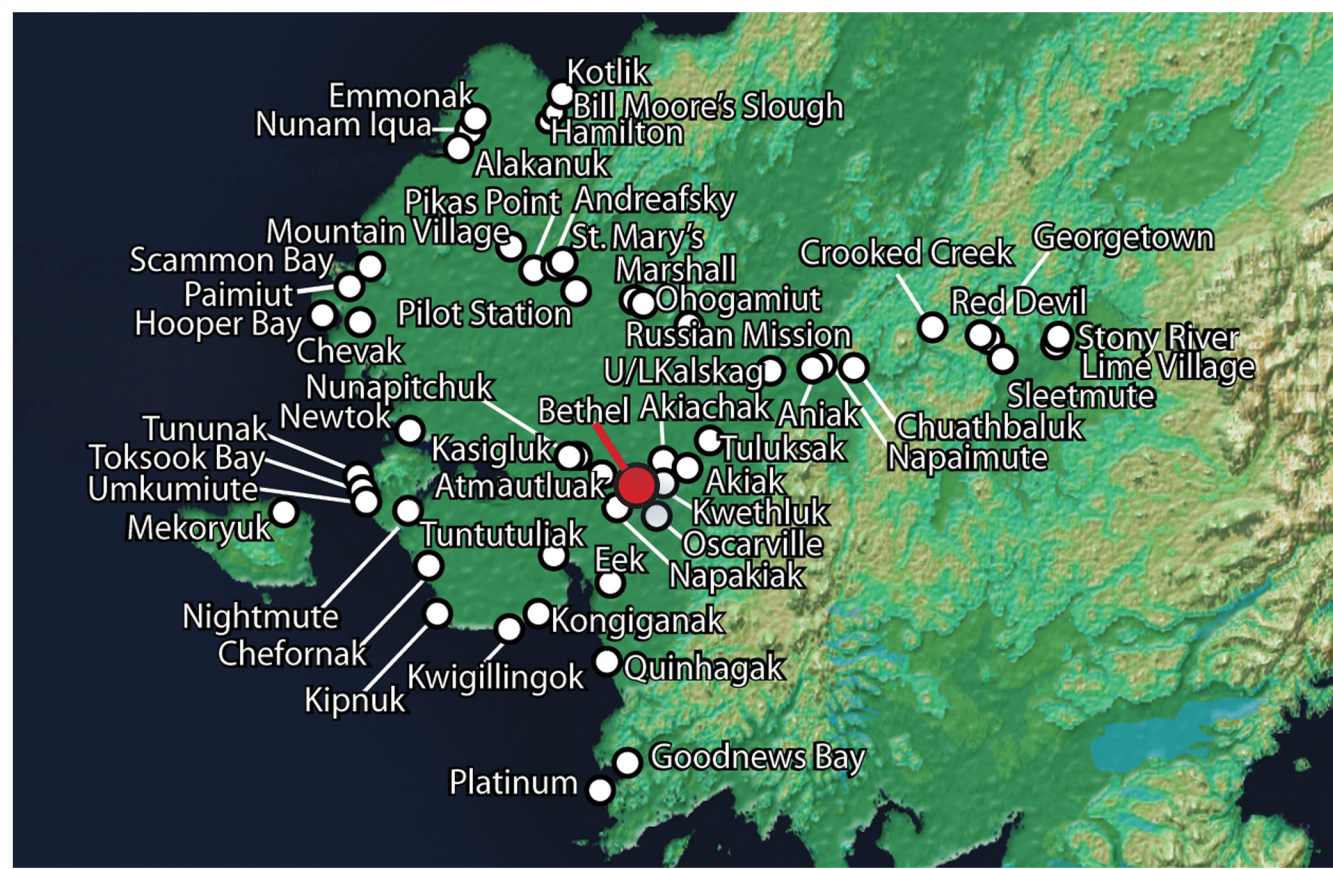 Kotlik
Emmonak
Bill Moore's Slough
Nunam Iqua
Hamilton
Alakanuk
Pikas Point
Andreafsky
Mountain Village
St. Mary's
Georgetown
Crooked Creek
Scammon Bay
Marshall
Paimiut
Ohogamiut
Red Devil
Pilot Station
Hooper Bay
Russian Mission
Stony River
Chevak
Lime Village
U/LKalskag
Nunapitchuk
Sleetmute
Bethel
Akiachak
Aniak
Newtok
Chuathbaluk
Tununak
Kasigluk
Tuluksak
Napaimute
Toksook Bay
Atmautluak
Akiak
Umkumiute
Kwethluk
Mekoryuk
Tuntutuliak
Oscarville
Eek
Napakiak
Nightmute
Kongiganak
Chefornak
Quinhagak
Kwigillingok
Kipnuk
Goodnews Bay
Platinum